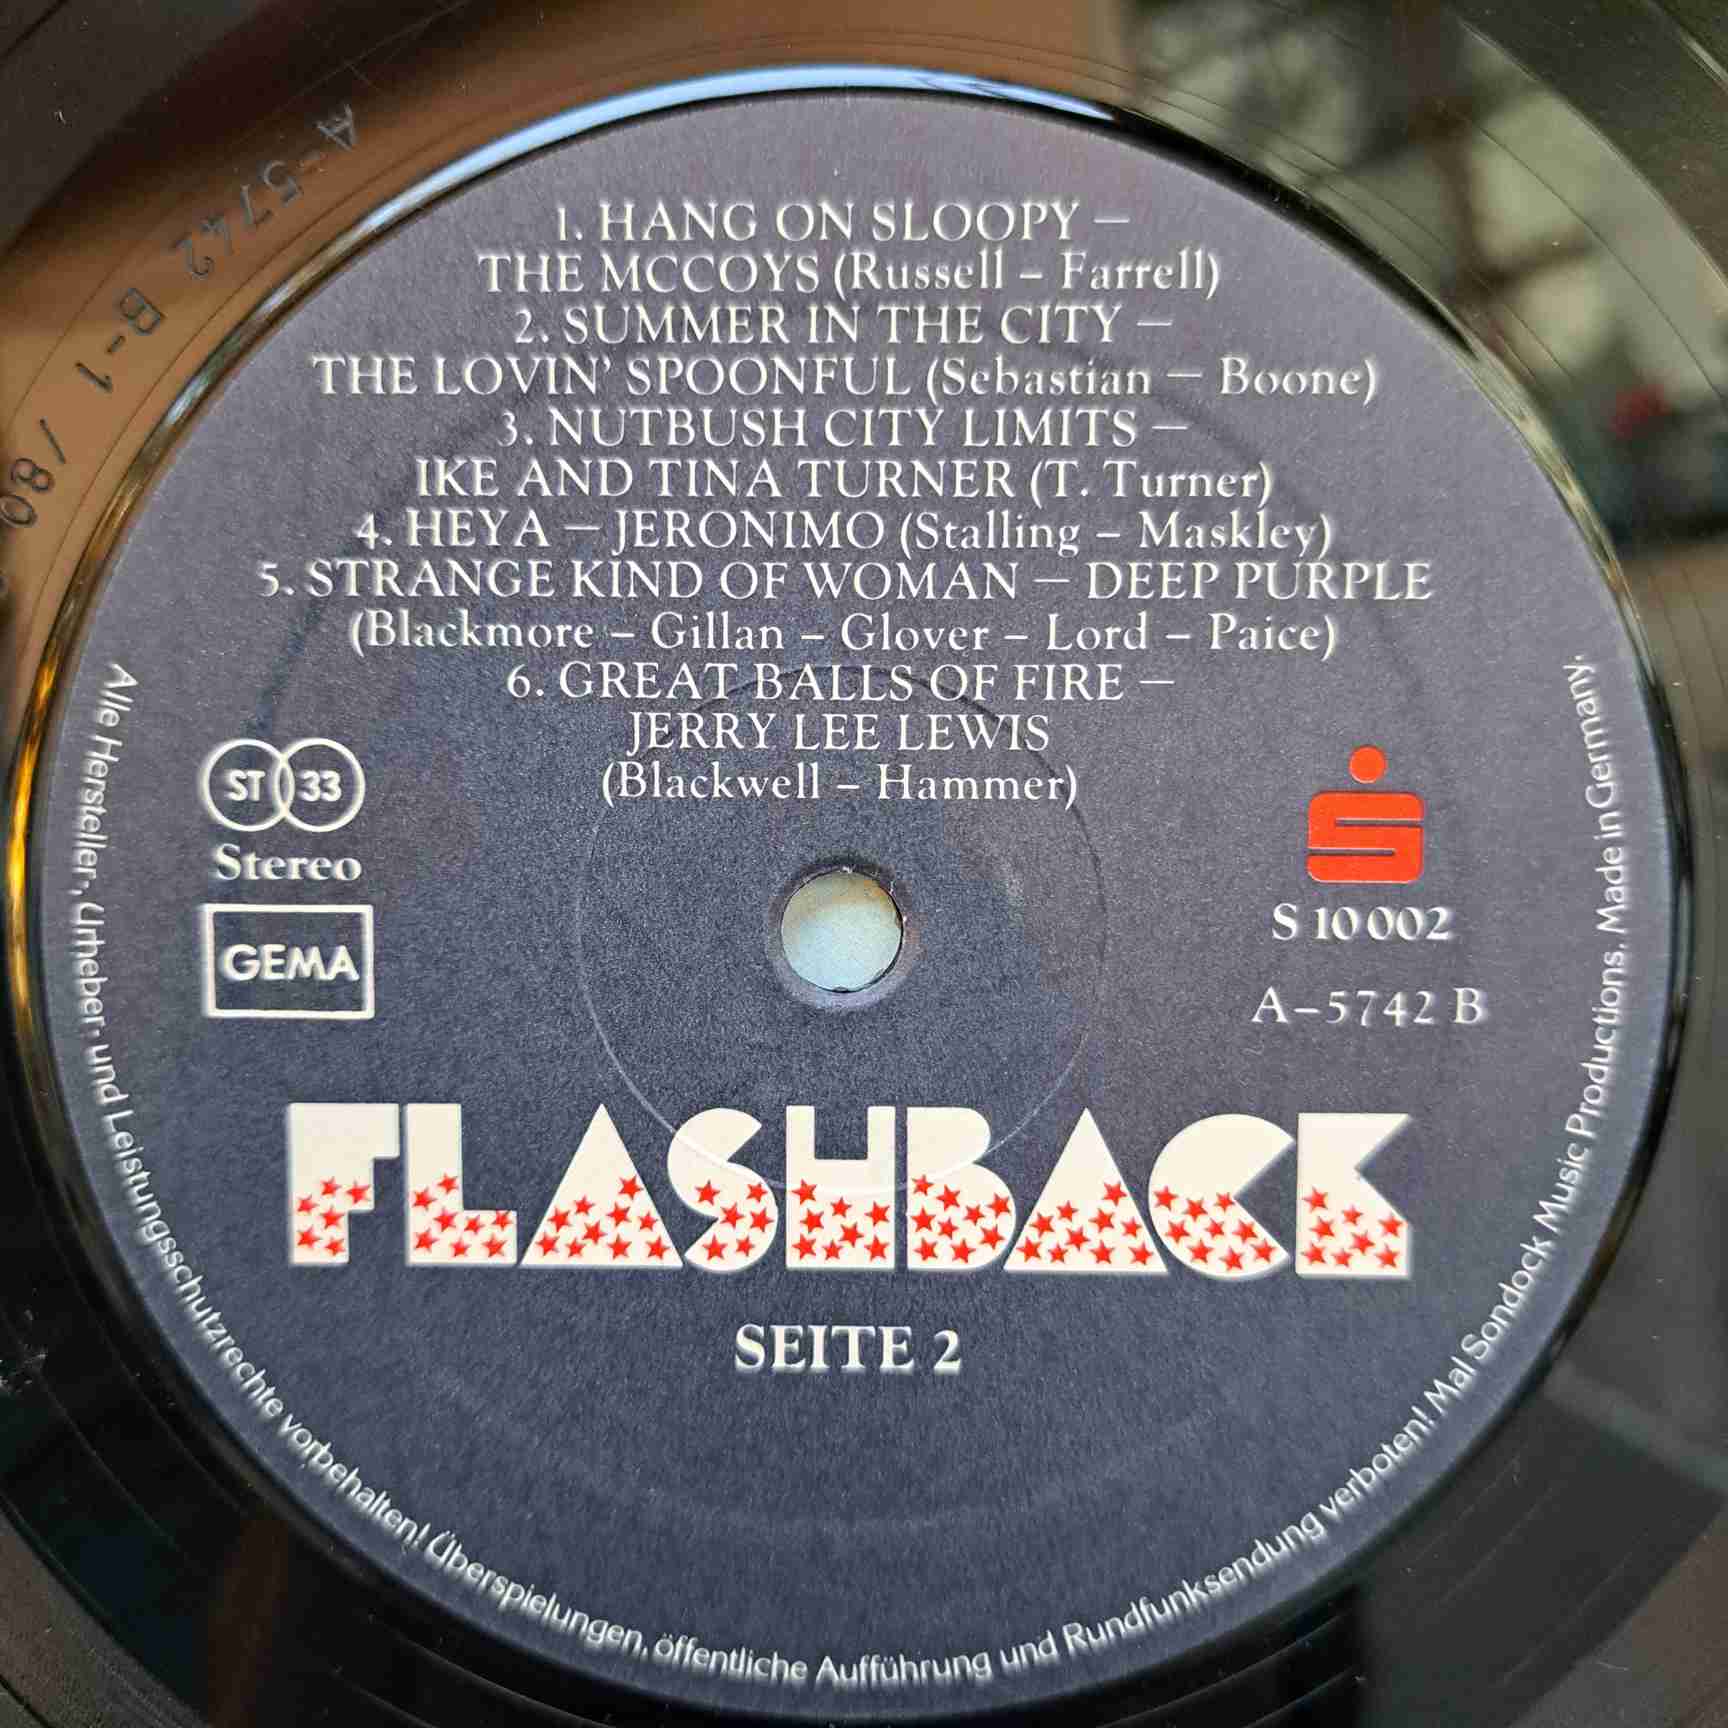 1. HANG ON SLOOPY –
THE MCCOYS (Russell – Farrell)
2. SUMMER IN THE CITY –
THE LOVIN' SPOONFUL (Sebastian – Boone)
3. NUTBUSH CITY LIMITS –
IKE AND TINA TURNER (T. Turner)
4. HEYA – JERONIMO (Stalling – Maskley)
5. STRANGE KIND OF WOMAN – DEEP PURPLE
(Blackmore – Gillan – Glover – Lord – Paice)
6. GREAT BALLS OF FIRE –
JERRY LEE LEWIS
(Blackwell – Hammer)
ST 33
Stereo
GEMA
S 10 002
A–5742 B
FLASHBACK
SEITE 2
Alle Hersteller-, Urheber- und Leistungsschutzrechte vorbehalten! Überspielungen, öffentliche Aufführung und Rundfunksendung verboten! Mal Sondock Music Productions. Made in Germany.
A-5742 B-1 /80